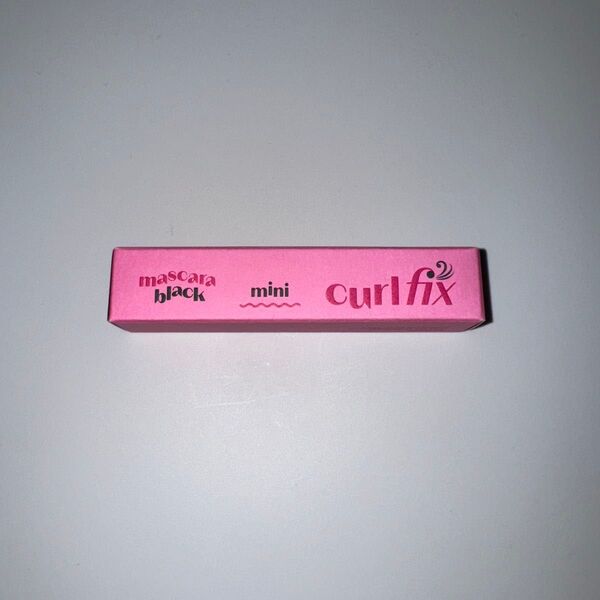 mascara
black
mini
curl fix